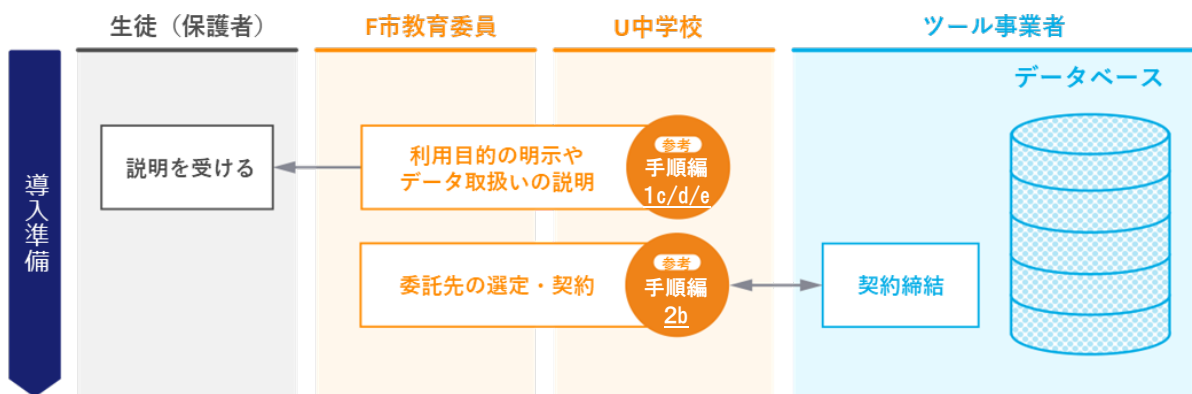 生徒（保護者）
F市教育委員
U中学校
ツール事業者
導入準備
データベース
説明を受ける
利用目的の明示や
データ取扱いの説明
参考
手順編
1c/d/e
委託先の選定・契約
参考
手順編
2b
契約締結